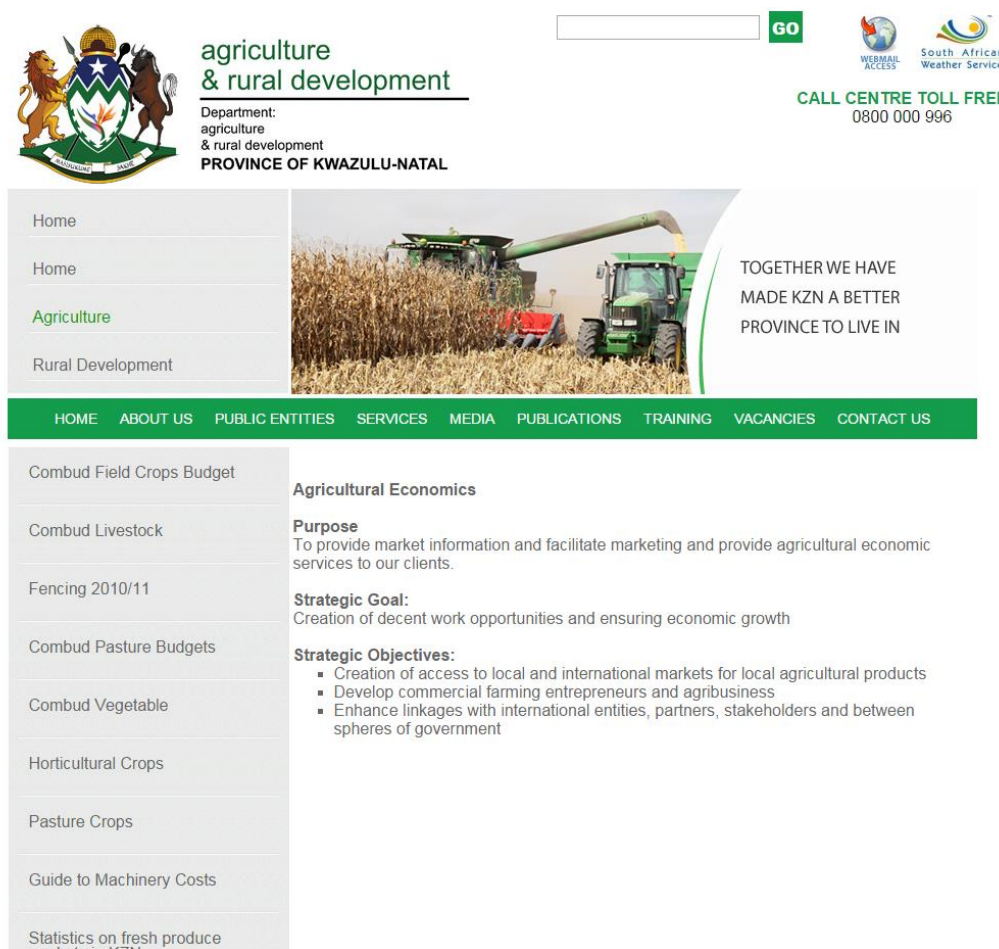 GO
WEBMAIL
ACCESS
South African
Weather Service
agriculture
& rural development
Department:
agriculture
& rural development
PROVINCE OF KWAZULU-NATAL
CALL CENTRE TOLL FREE
0800 000 996
MASISUKUME SAKHE
Home
Home
Agriculture
Rural Development
TOGETHER WE HAVE
MADE KZN A BETTER
PROVINCE TO LIVE IN
HOME ABOUT US PUBLIC ENTITIES SERVICES MEDIA PUBLICATIONS TRAINING VACANCIES CONTACT US
Combud Field Crops Budget
Combud Livestock
Fencing 2010/11
Combud Pasture Budgets
Combud Vegetable
Horticultural Crops
Pasture Crops
Guide to Machinery Costs
Statistics on fresh produce
Agricultural Economics
Purpose
To provide market information and facilitate marketing and provide agricultural economic
services to our clients.
Strategic Goal:
Creation of decent work opportunities and ensuring economic growth
Strategic Objectives:
Creation of access to local and international markets for local agricultural products
Develop commercial farming entrepreneurs and agribusiness
Enhance linkages with international entities, partners, stakeholders and between
spheres of government